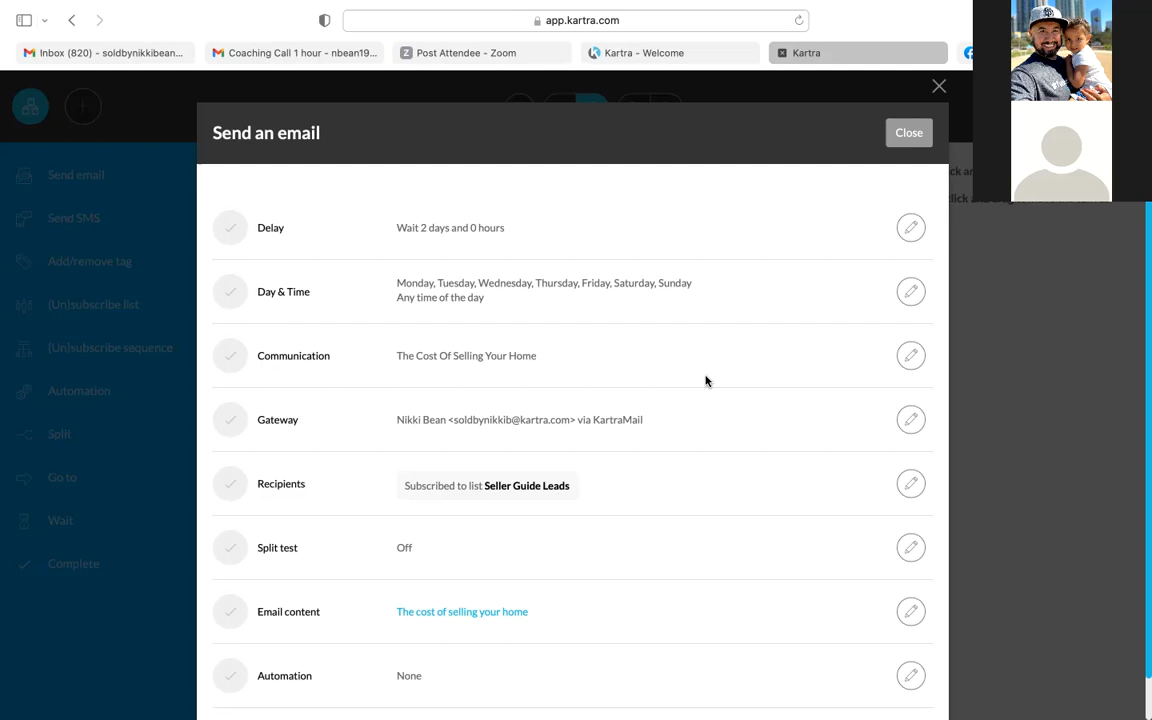 app.kartra.com
Inbox (820) - soldbynikkibean...
Coaching Call 1 hour - nbean19...
Post Attendee - Zoom
Kartra - Welcome
Kartra
Send an email
Close
Send email
Send SMS
Add/remove tag
(Un)subscribe list
(Un)subscribe sequence
Automation
Split
Go to
Wait
Complete
Delay
Wait 2 days and 0 hours
Day & Time
Monday, Tuesday, Wednesday, Thursday, Friday, Saturday, Sunday
Any time of the day
Communication
The Cost Of Selling Your Home
Gateway
Nikki Bean <soldbynikkib@kartra.com> via KartraMail
Recipients
Subscribed to list Seller Guide Leads
Split test
Off
Email content
The cost of selling your home
Automation
None